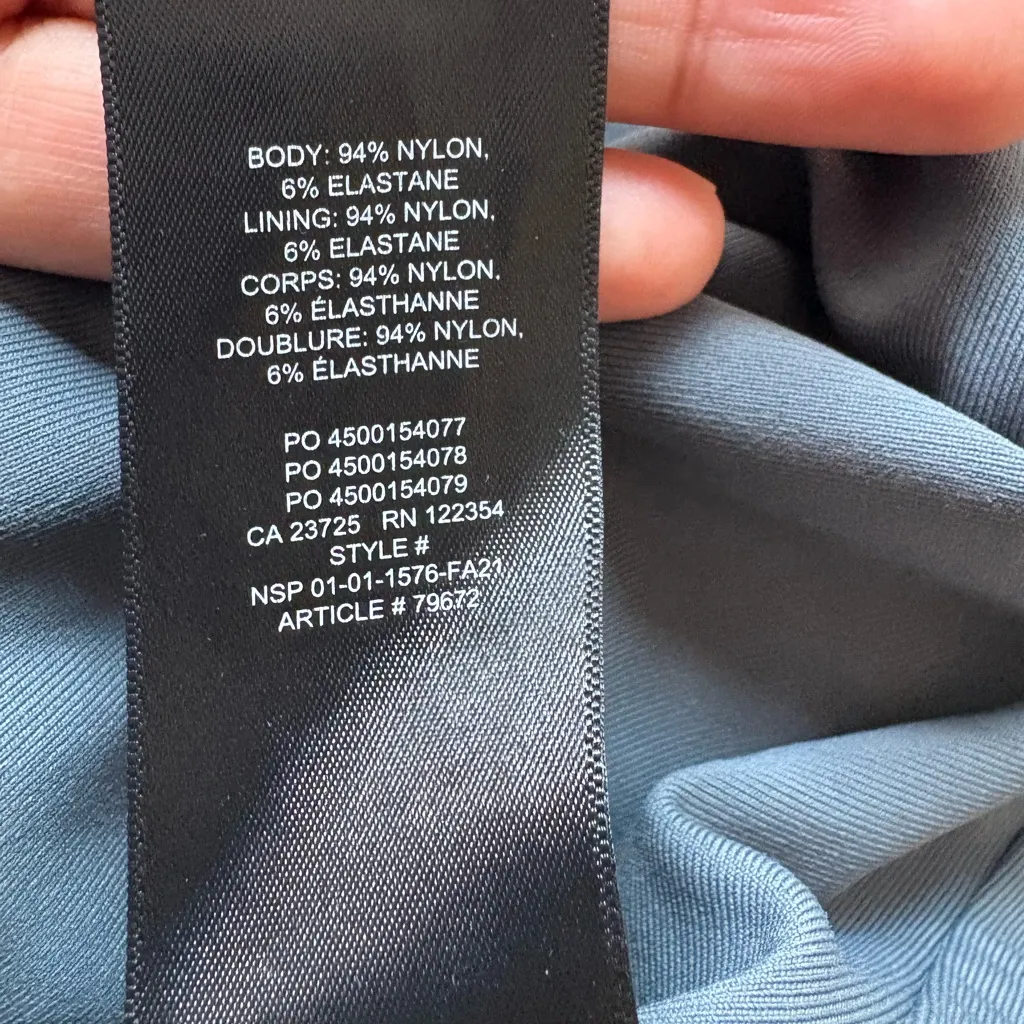 BODY: 94% NYLON,
6% ELASTANE
LINING: 94% NYLON,
6% ELASTANE
CORPS: 94% NYLON,
6% ÉLASTHANNE
DOUBLURE: 94% NYLON,
6% ÉLASTHANNE
PO 4500154077
PO 4500154078
PO 4500154079
CA 23725 RN 122354
STYLE #
NSP 01-01-1576-FA21
ARTICLE # 79672